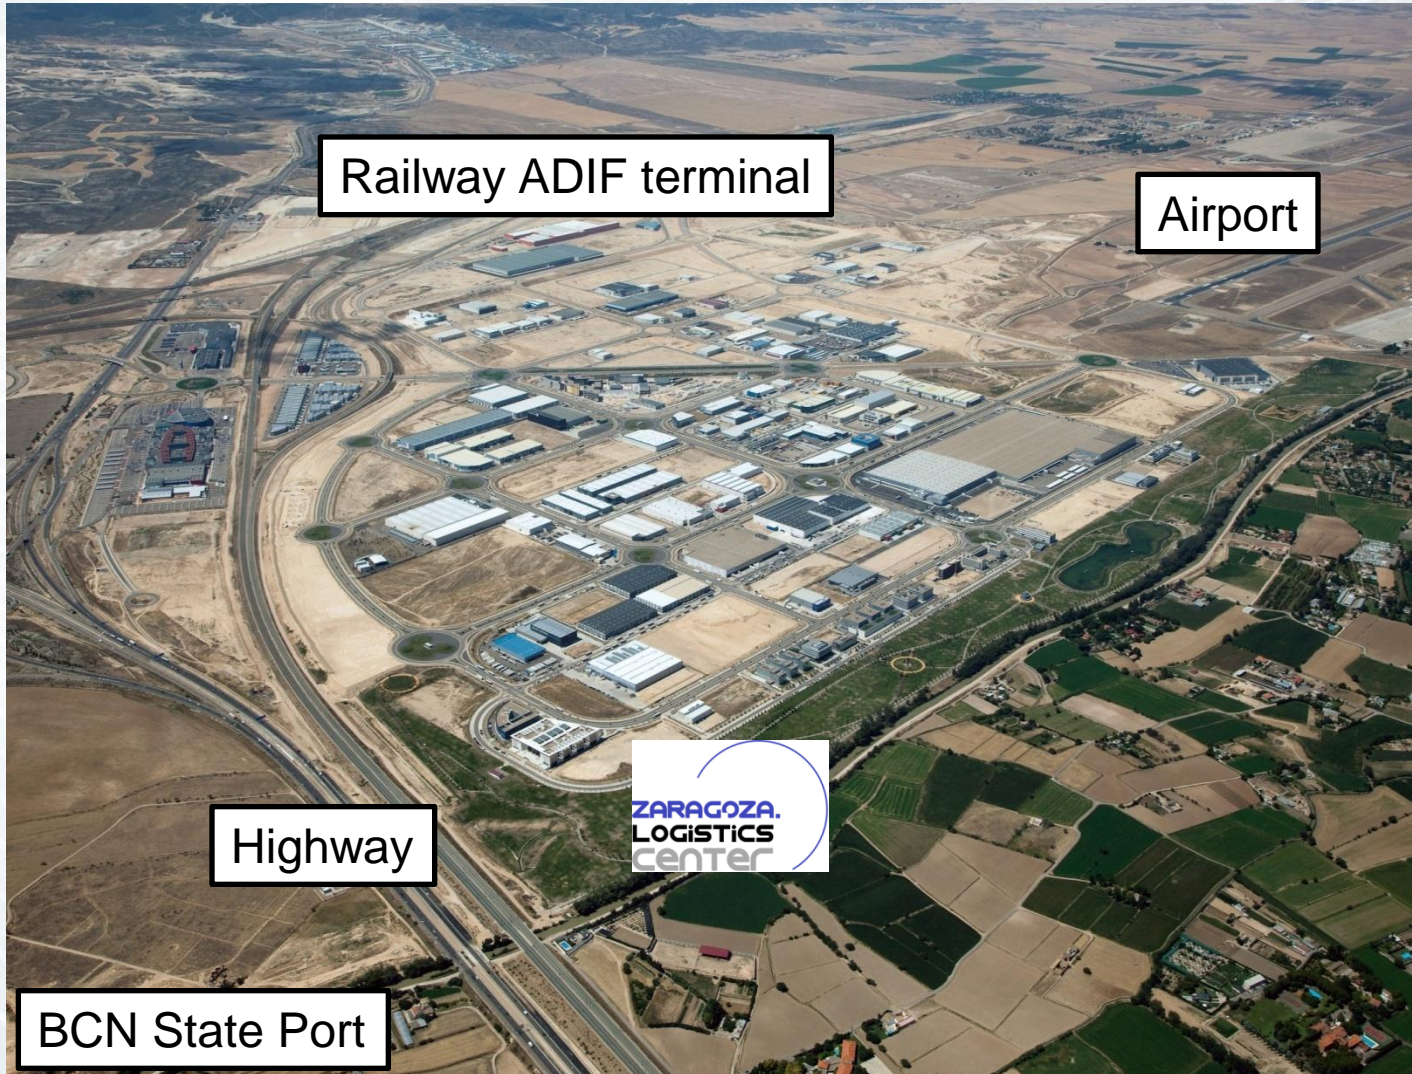 Railway ADIF terminal
Airport
ZARAGOZA.
LOGiSTiCS
CenTer
Highway
BCN State Port